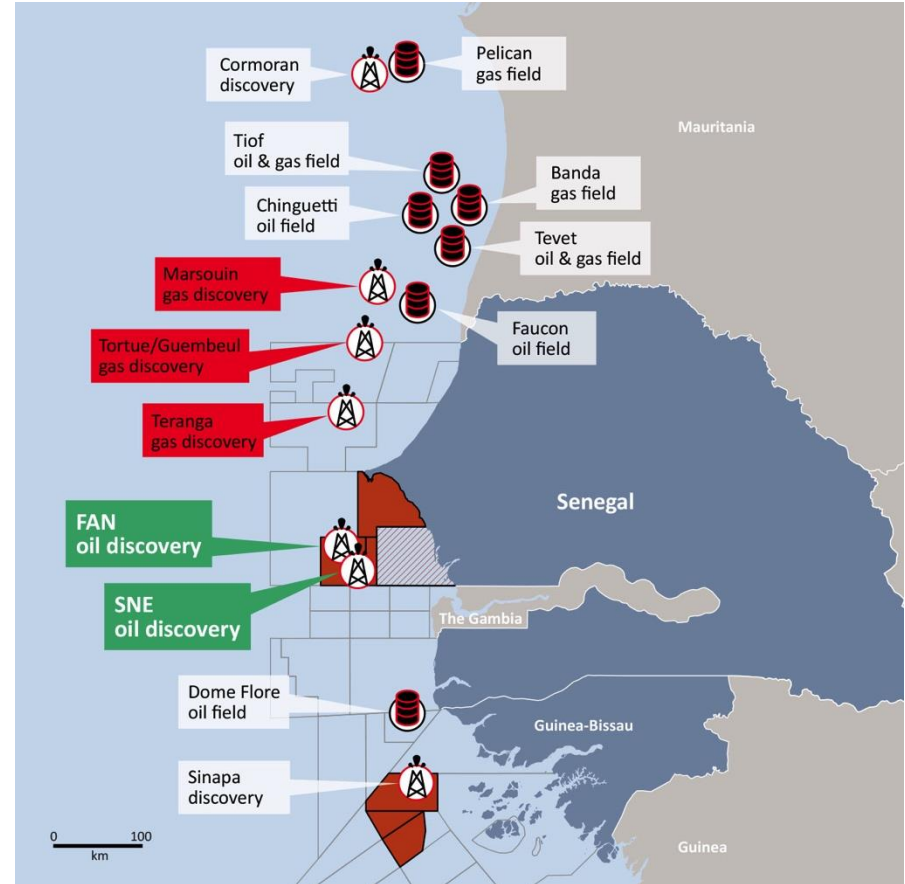 Cormoran
discovery
Pelican
gas field
Mauritania
Tiof
oil & gas field
Banda
gas field
Chinguetti
oil field
Tevet
oil & gas field
Marsouin
gas discovery
Faucon
oil field
Tortue/Guembeul
gas discovery
Teranga
gas discovery
Senegal
FAN
oil discovery
SNE
oil discovery
The Gambia
Dome Flore
oil field
Guinea-Bissau
Sinapa
discovery
0 100
km
Guinea